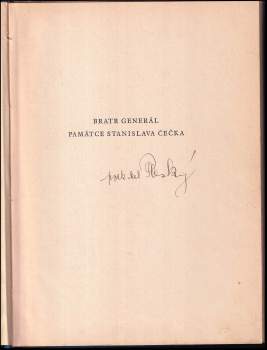 BRATR GENERÁL
PAMÁTCE STANISLAVA ČEČKA